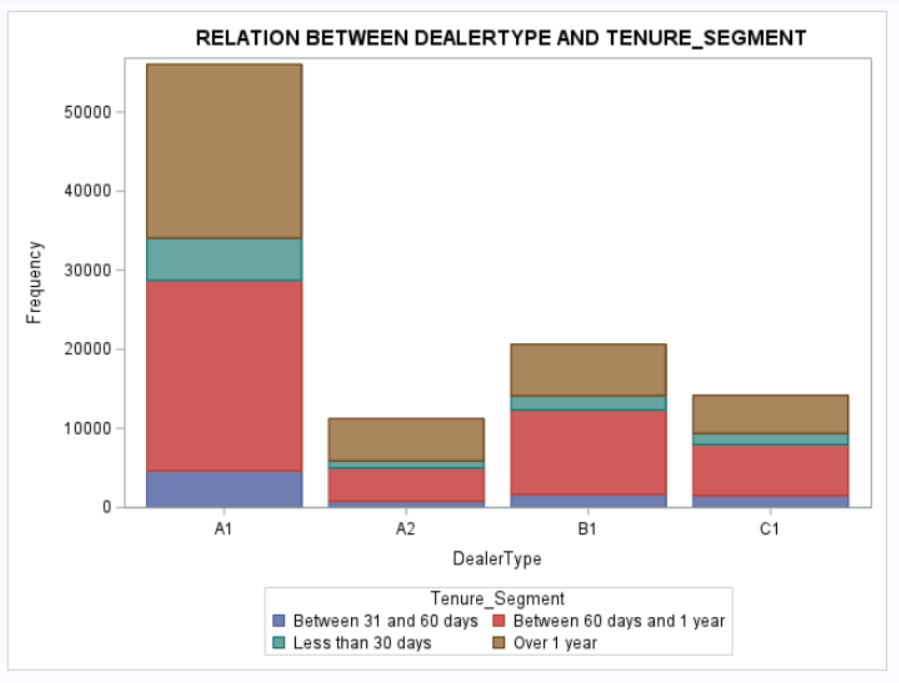 RELATION BETWEEN DEALERTYPE AND TENURE_SEGMENT
50000
40000
30000
20000
10000
0
Frequency
A1 A2 B1 C1
DealerType
Tenure_Segment
Between 31 and 60 days Between 60 days and 1 year
Less than 30 days Over 1 year